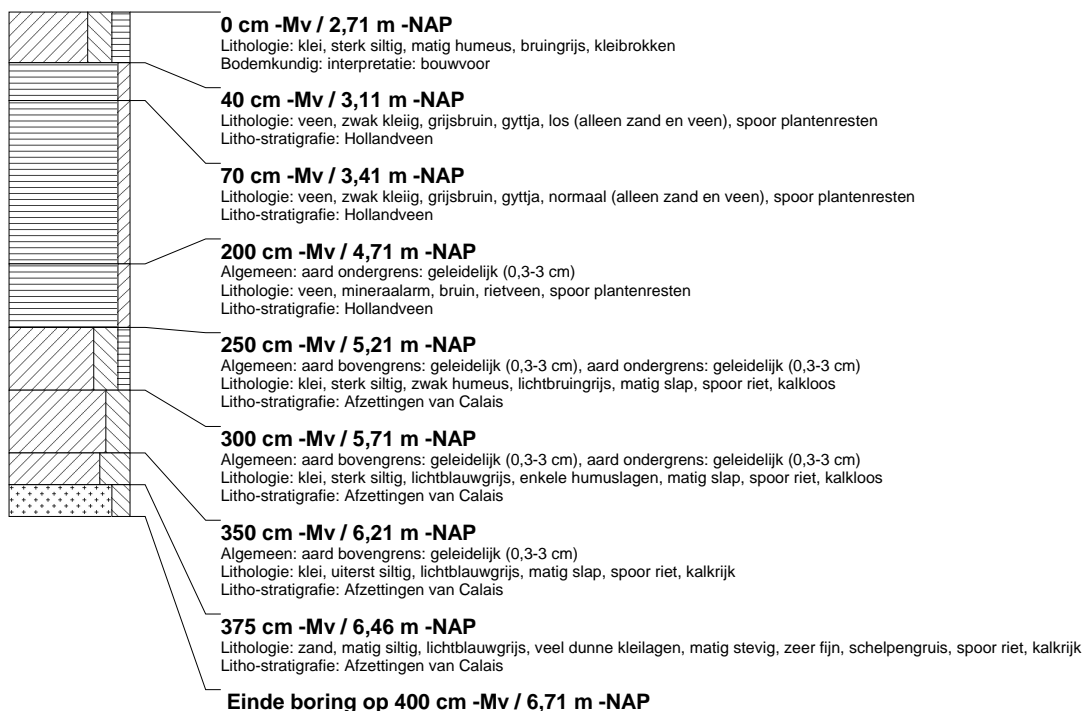 0 cm -Mv / 2,71 m -NAP
Lithologie: klei, sterk siltig, matig humeus, bruingrijs, kleibrokken
Bodemkundig: interpretatie: bouwvoor
40 cm -Mv / 3,11 m -NAP
Lithologie: veen, zwak kleiig, grijsbruin, gyttja, los (alleen zand en veen), spoor plantenresten
Litho-stratigrafie: Hollandveen
70 cm -Mv / 3,41 m -NAP
Lithologie: veen, zwak kleiig, grijsbruin, gyttja, normaal (alleen zand en veen), spoor plantenresten
Litho-stratigrafie: Hollandveen
200 cm -Mv / 4,71 m -NAP
Algemeen: aard ondergrens: geleidelijk (0,3-3 cm)
Lithologie: veen, mineraalarm, bruin, rietveen, spoor plantenresten
Litho-stratigrafie: Hollandveen
250 cm -Mv / 5,21 m -NAP
Algemeen: aard bovengrens: geleidelijk (0,3-3 cm), aard ondergrens: geleidelijk (0,3-3 cm)
Lithologie: klei, sterk siltig, zwak humeus, lichtbruingrijs, matig slap, spoor riet, kalkloos
Litho-stratigrafie: Afzettingen van Calais
300 cm -Mv / 5,71 m -NAP
Algemeen: aard bovengrens: geleidelijk (0,3-3 cm), aard ondergrens: geleidelijk (0,3-3 cm)
Lithologie: klei, sterk siltig, lichtblauwgrijs, enkele humuslagen, matig slap, spoor riet, kalkloos
Litho-stratigrafie: Afzettingen van Calais
350 cm -Mv / 6,21 m -NAP
Algemeen: aard bovengrens: geleidelijk (0,3-3 cm)
Lithologie: klei, uiterst siltig, lichtblauwgrijs, matig slap, spoor riet, kalkrijk
Litho-stratigrafie: Afzettingen van Calais
375 cm -Mv / 6,46 m -NAP
Lithologie: zand, matig siltig, lichtblauwgrijs, veel dunne kleilagen, matig stevig, zeer fijn, schelpengruis, spoor riet, kalkrijk
Litho-stratigrafie: Afzettingen van Calais
Einde boring op 400 cm -Mv / 6,71 m -NAP